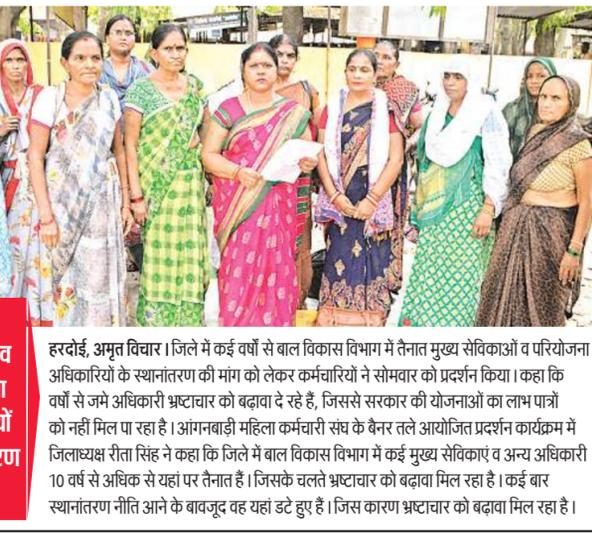 व
ण
हरदोई, अमृत विचार। जिले में कई वर्षों से बाल विकास विभाग में तैनात मुख्य सेविकाओं व परियोजना
अधिकारियों के स्थानांतरण की मांग को लेकर कर्मचारियों ने सोमवार को प्रदर्शन किया। कहा कि
वर्षों से जमे अधिकारी भ्रष्टाचार को बढ़ावा दे रहे हैं, जिससे सरकार की योजनाओं का लाभ पात्रों
को नहीं मिल पा रहा है। आंगनबाड़ी महिला कर्मचारी संघ के बैनर तले आयोजित प्रदर्शन कार्यक्रम में
जिलाध्यक्ष रीता सिंह ने कहा कि जिले में बाल विकास विभाग में कई मुख्य सेविकाएं व अन्य अधिकारी
10 वर्ष से अधिक से यहां पर तैनात हैं। जिसके चलते भ्रष्टाचार को बढ़ावा मिल रहा है। कई बार
स्थानांतरण नीति आने के बावजूद वह यहां डटे हुए हैं। जिस कारण भ्रष्टाचार को बढ़ावा मिल रहा है।